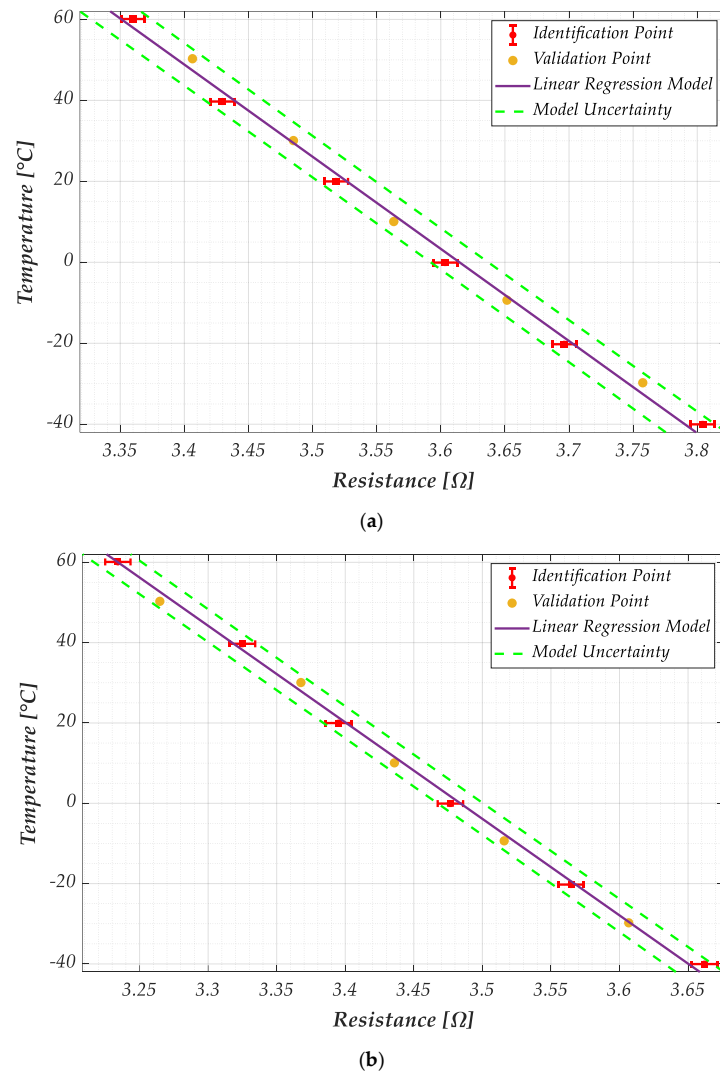 60
40
20
0
-20
-40
Temperature [°C]
Identification Point
Validation Point
Linear Regression Model
Model Uncertainty
3.35 3.4 3.45 3.5 3.55 3.6 3.65 3.7 3.75 3.8
Resistance [Ω]
(a)
60
40
20
0
-20
-40
Temperature [°C]
Identification Point
Validation Point
Linear Regression Model
Model Uncertainty
3.25 3.3 3.35 3.4 3.45 3.5 3.55 3.6 3.65
Resistance [Ω]
(b)